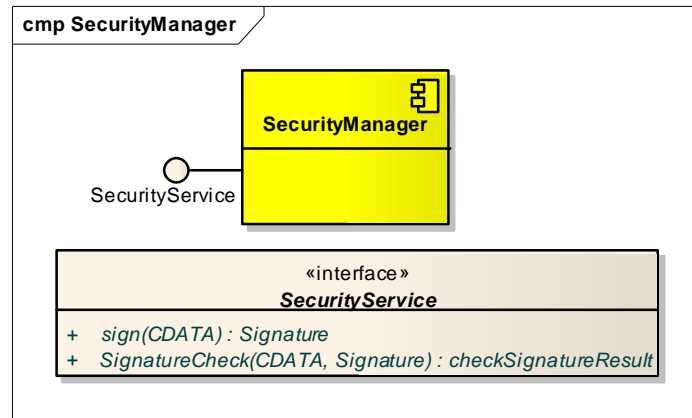 cmp SecurityManager
SecurityManager
SecurityService
«interface»
SecurityService
+ sign(CDATA) : Signature
+ SignatureCheck(CDATA, Signature) : checkSignatureResult